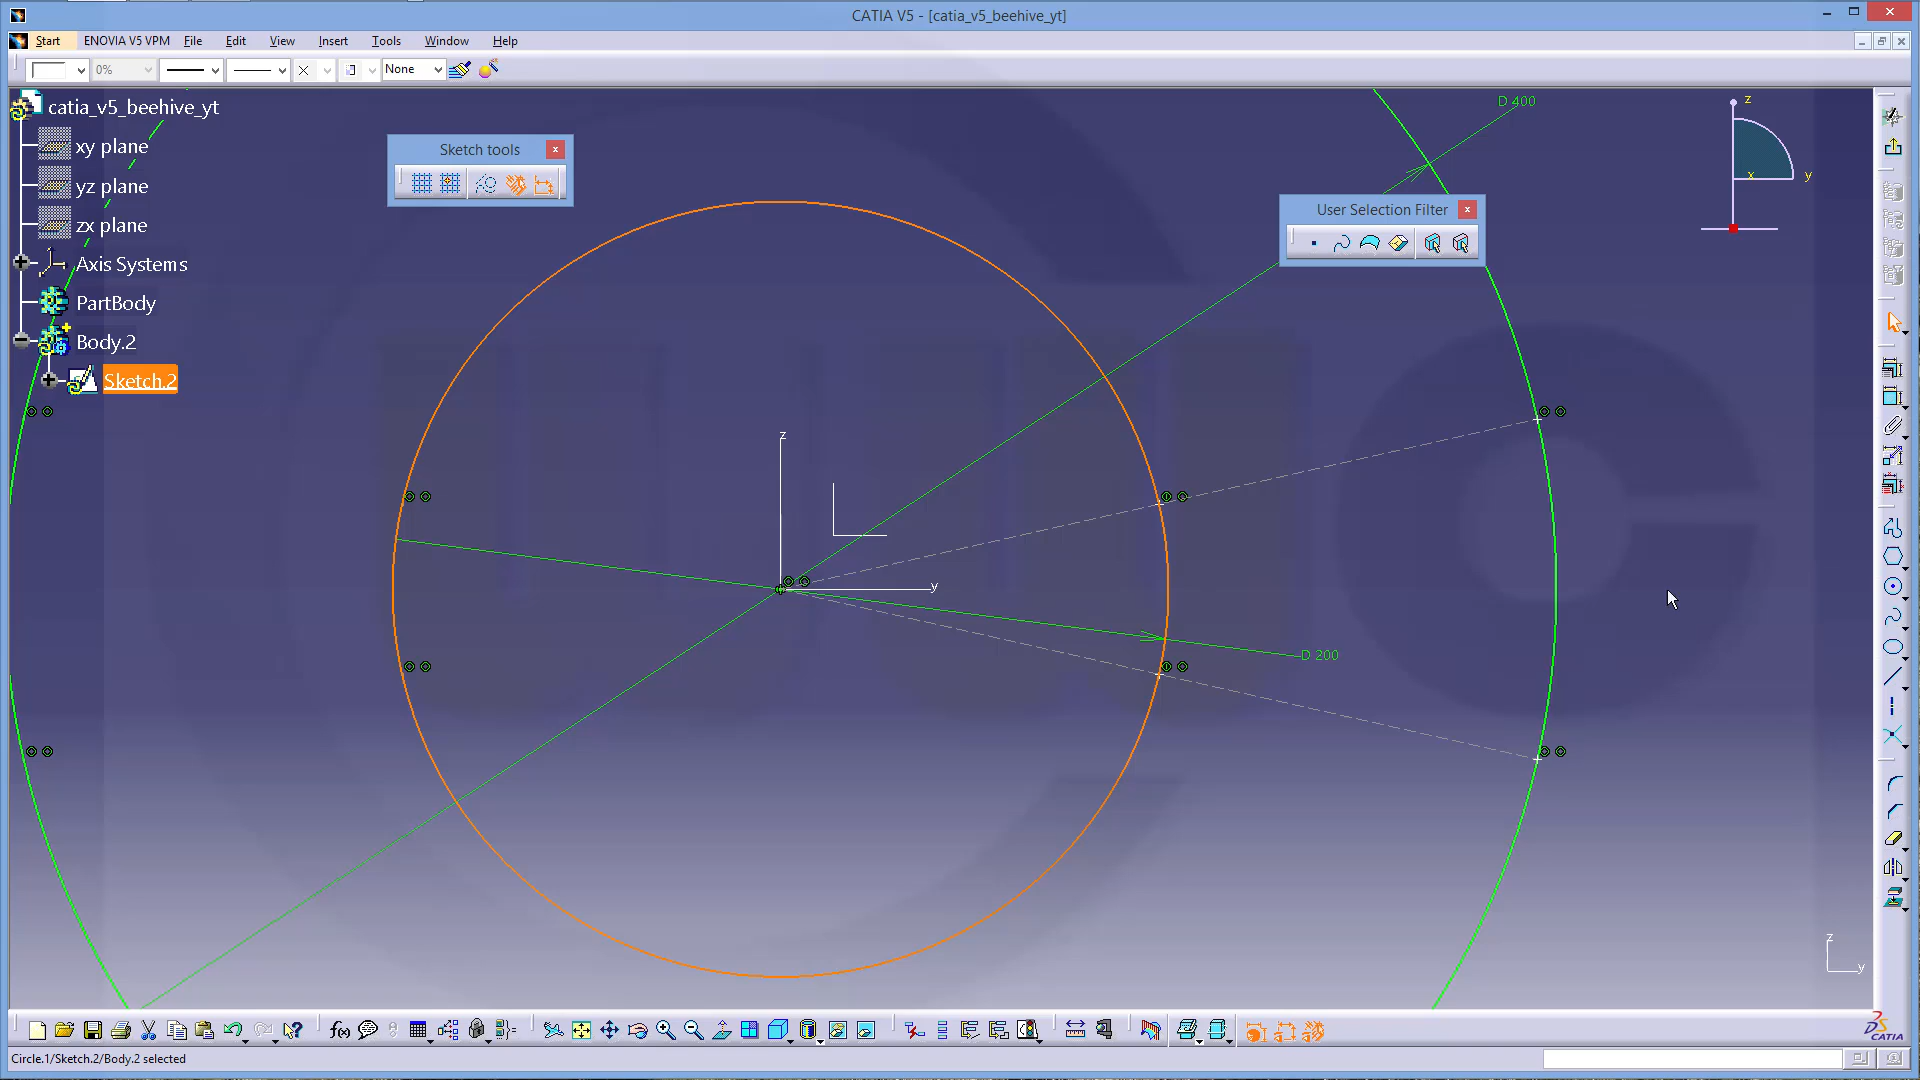 CATIA V5 - [catia_v5_beehive_yt]
Start ENOVIA V5 VPM File Edit View Insert Tools Window Help
0% None
catia_v5_beehive_yt
xy plane
yz plane
zx plane
Axis Systems
PartBody
Body.2
Sketch.2
Sketch tools
User Selection Filter
D 400
D 200
z
y
z
x
y
z
y
f(x)
CATIA
Circle.1/Sketch.2/Body.2 selected